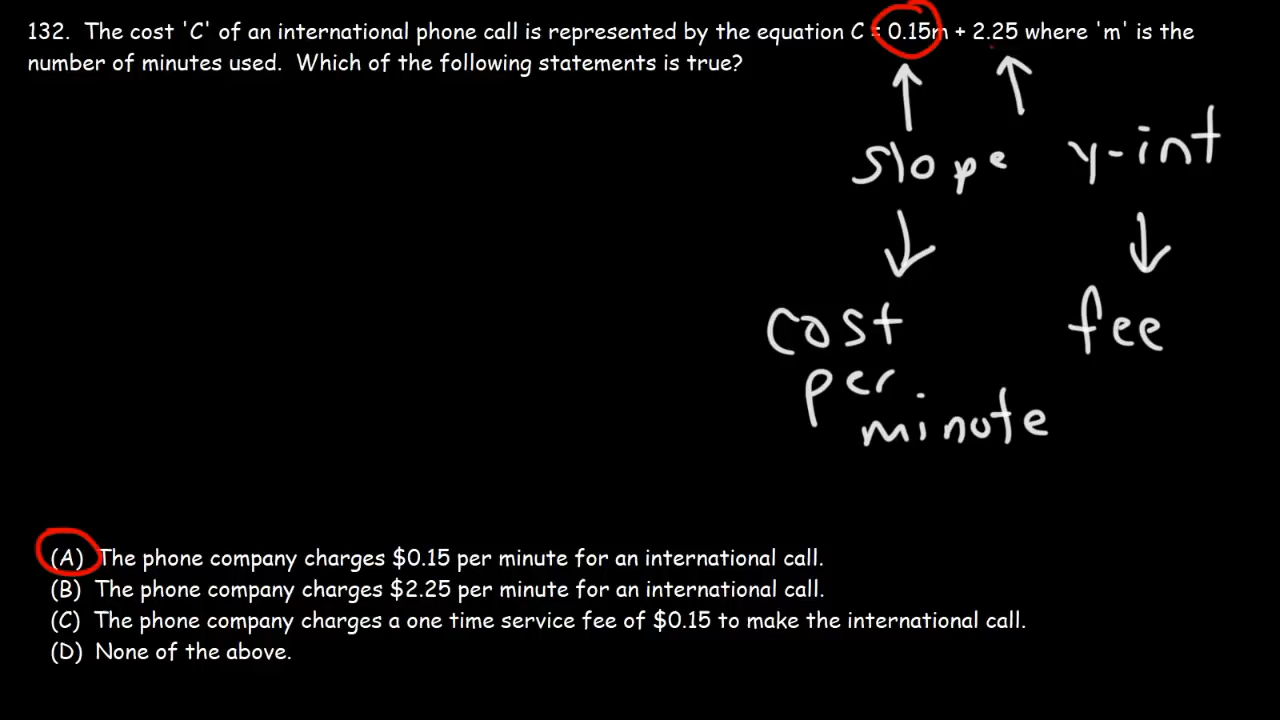 132. The cost 'C' of an international phone call is represented by the equation C = 0.15m + 2.25 where 'm' is the
number of minutes used. Which of the following statements is true?
slope y-int
cost fee
per
minute
(A) The phone company charges $0.15 per minute for an international call.
(B) The phone company charges $2.25 per minute for an international call.
(C) The phone company charges a one time service fee of $0.15 to make the international call.
(D) None of the above.